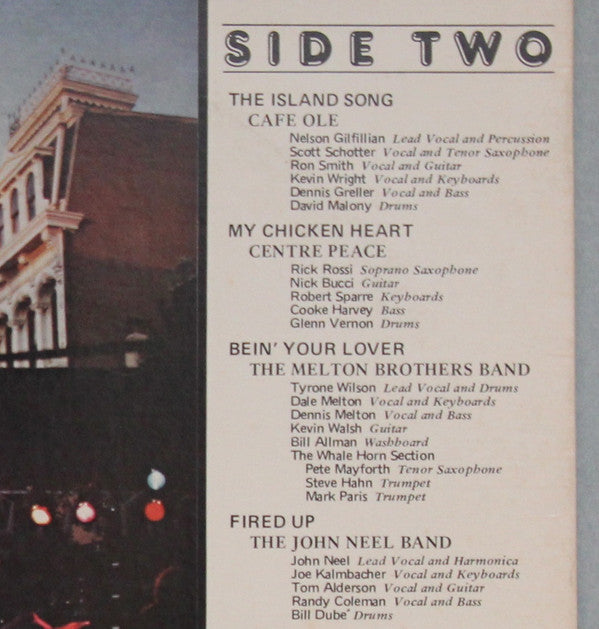 SIDE TWO
THE ISLAND SONG
CAFE OLE
Nelson Gilfillian Lead Vocal and Percussion
Scott Schotter Vocal and Tenor Saxophone
Ron Smith Vocal and Guitar
Kevin Wright Vocal and Keyboards
Dennis Greller Vocal and Bass
David Malony Drums
MY CHICKEN HEART
CENTRE PEACE
Rick Rossi Soprano Saxophone
Nick Bucci Guitar
Robert Sparre Keyboards
Cooke Harvey Bass
Glenn Vernon Drums
BEIN' YOUR LOVER
THE MELTON BROTHERS BAND
Tyrone Wilson Lead Vocal and Drums
Dale Melton Vocal and Keyboards
Dennis Melton Vocal and Bass
Kevin Walsh Guitar
Bill Allman Washboard
The Whale Horn Section
Pete Mayforth Tenor Saxophone
Steve Hahn Trumpet
Mark Paris Trumpet
FIRED UP
THE JOHN NEEL BAND
John Neel Lead Vocal and Harmonica
Joe Kalmbacher Vocal and Keyboards
Tom Alderson Vocal and Guitar
Randy Coleman Vocal and Bass
Bill Dube' Drums